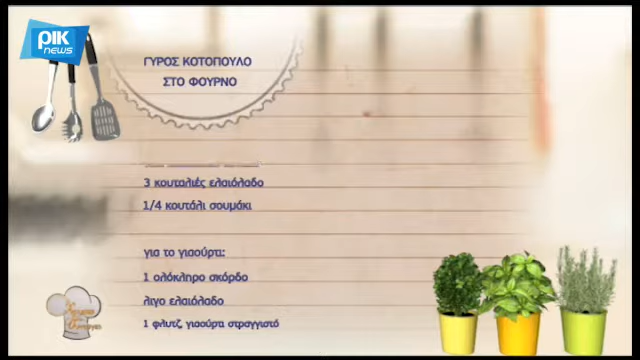 ΡΙΚ
news
ΓΥΡΟΣ ΚΟΤΟΠΟΥΛΟ
ΣΤΟ ΦΟΥΡΝΟ
3 κουταλιές ελαιόλαδο
1/4 κουτάλι σουμάκι
για το γιαούρτι:
1 ολόκληρο σκόρδο
λιγο ελαιόλαδο
1 φλυτζ, γιαούρτι στραγγιστό